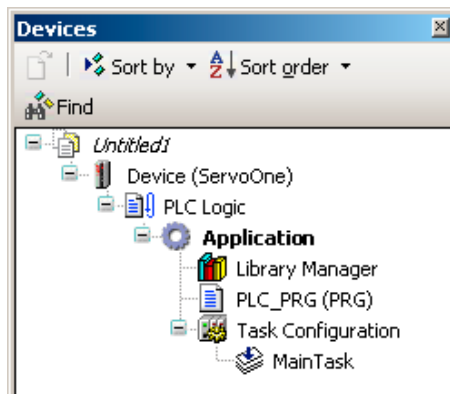 Devices
Sort by Sort order
Find
Untitled1
Device (ServoOne)
PLC Logic
Application
Library Manager
PLC_PRG (PRG)
Task Configuration
MainTask